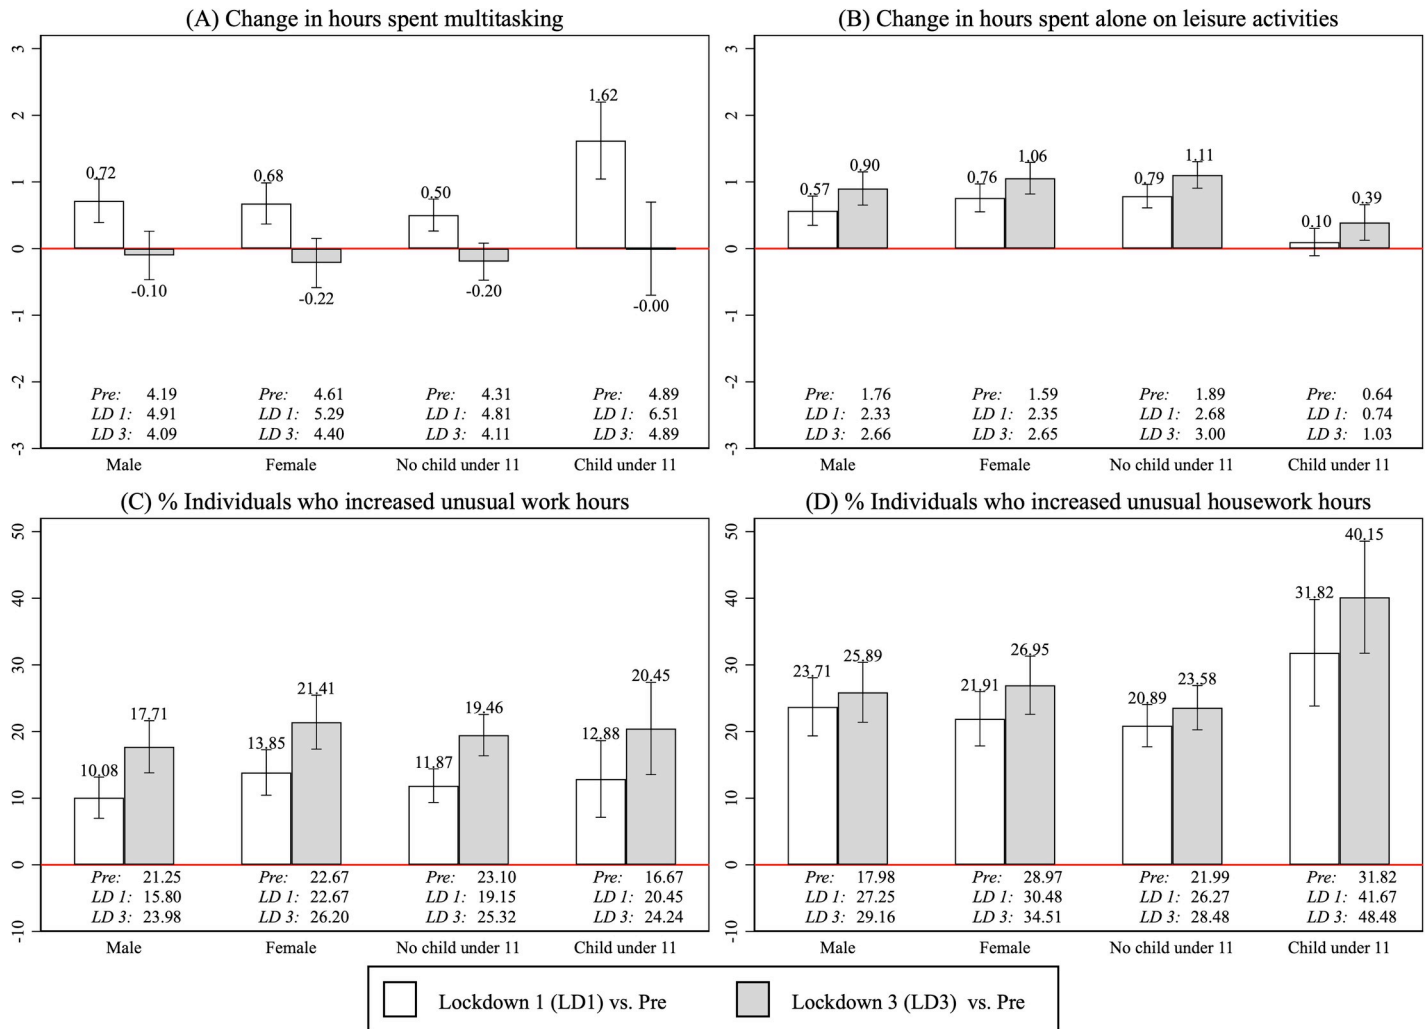 (A) Change in hours spent multitasking
3
2
1
0
-1
-2
-3
0.72
-0.10
0.68
-0.22
0.50
-0.20
1.62
-0.00
Pre: 4.19
LD 1: 4.91
LD 3: 4.09
Pre: 4.61
LD 1: 5.29
LD 3: 4.40
Pre: 4.31
LD 1: 4.81
LD 3: 4.11
Pre: 4.89
LD 1: 6.51
LD 3: 4.89
Male
Female
No child under 11
Child under 11
(B) Change in hours spent alone on leisure activities
3
2
1
0
-1
-2
-3
0.57
0.90
0.76
1.06
0.79
1.11
0.10
0.39
Pre: 1.76
LD 1: 2.33
LD 3: 2.66
Pre: 1.59
LD 1: 2.35
LD 3: 2.65
Pre: 1.89
LD 1: 2.68
LD 3: 3.00
Pre: 0.64
LD 1: 0.74
LD 3: 1.03
Male
Female
No child under 11
Child under 11
(C) % Individuals who increased unusual work hours
50
40
30
20
10
0
-10
10.08
17.71
13.85
21.41
11.87
19.46
12.88
20.45
Pre: 21.25
LD 1: 15.80
LD 3: 23.98
Pre: 22.67
LD 1: 22.67
LD 3: 26.20
Pre: 23.10
LD 1: 19.15
LD 3: 25.32
Pre: 16.67
LD 1: 20.45
LD 3: 24.24
Male
Female
No child under 11
Child under 11
(D) % Individuals who increased unusual housework hours
50
40
30
20
10
0
-10
23.71
25.89
21.91
26.95
20.89
23.58
31.82
40.15
Pre: 17.98
LD 1: 27.25
LD 3: 29.16
Pre: 28.97
LD 1: 30.48
LD 3: 34.51
Pre: 21.99
LD 1: 26.27
LD 3: 28.48
Pre: 31.82
LD 1: 41.67
LD 3: 48.48
Male
Female
No child under 11
Child under 11
Lockdown 1 (LD1) vs. Pre
Lockdown 3 (LD3) vs. Pre